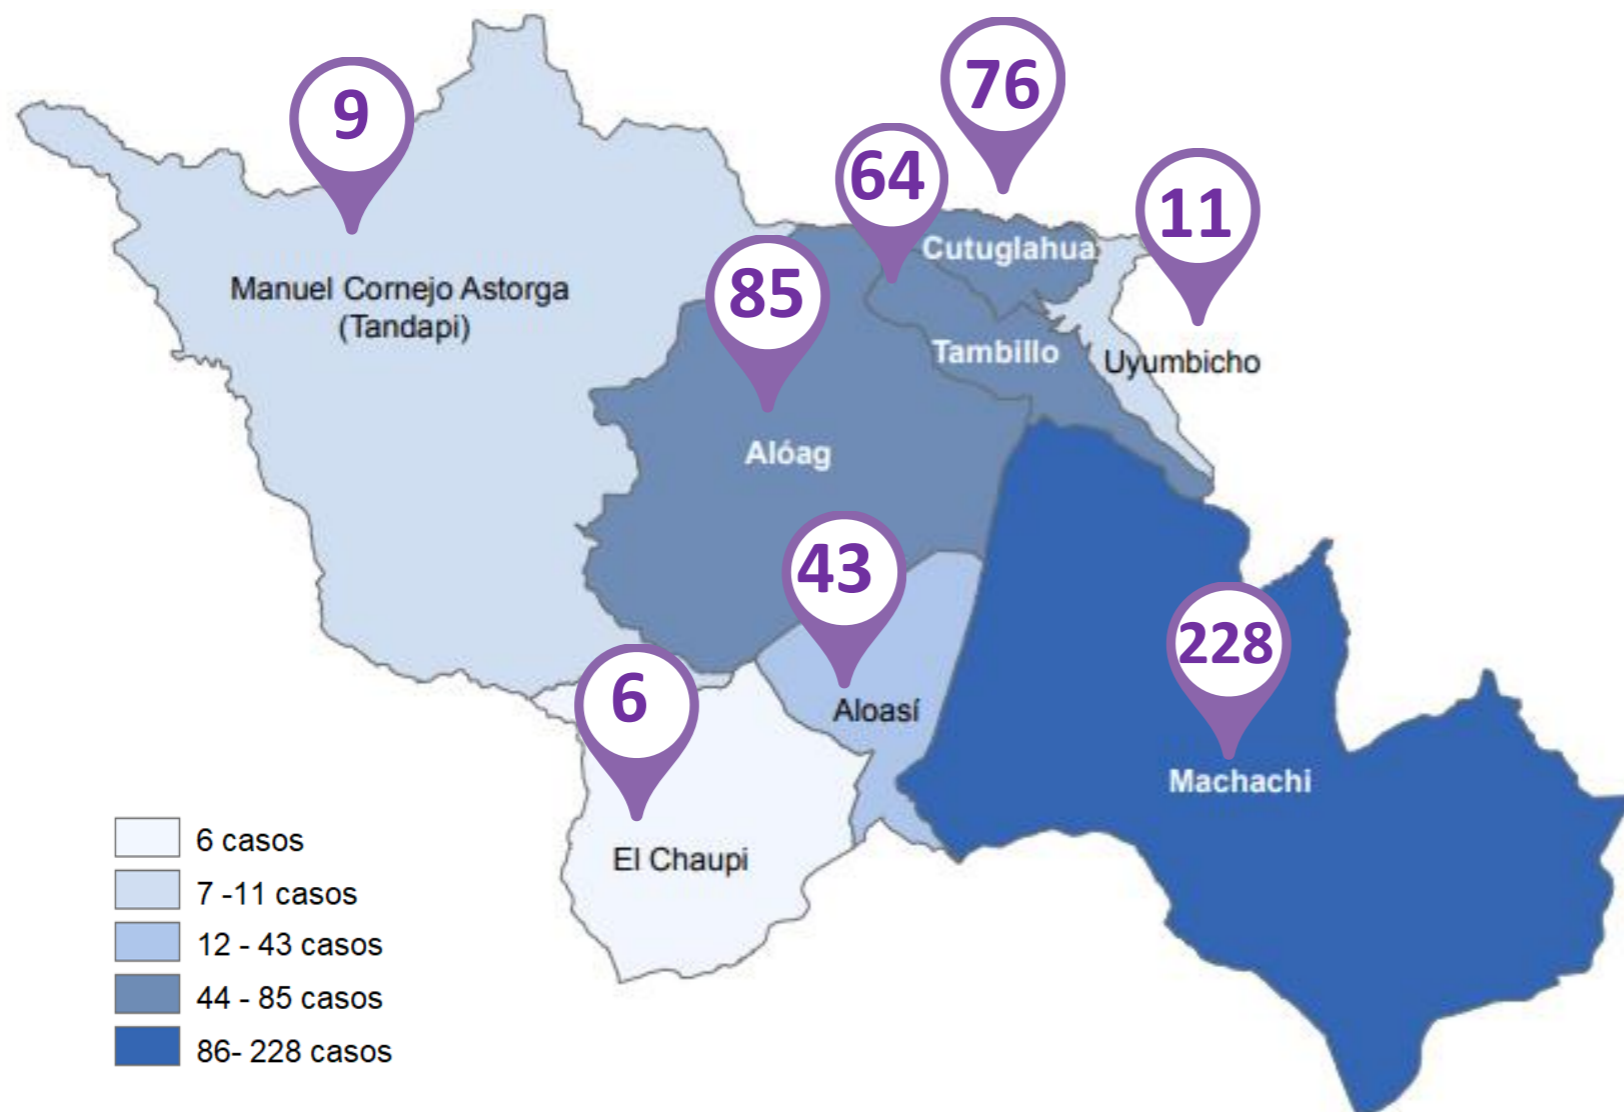 76
9
64
11
Cutuglahua
85
Manuel Cornejo Astorga
(Tandapi)
Tambillo
Uyumbicho
Alóag
43
228
6
Aloasí
Machachi
El Chaupi
6 casos
7 -11 casos
12 - 43 casos
44 - 85 casos
86- 228 casos